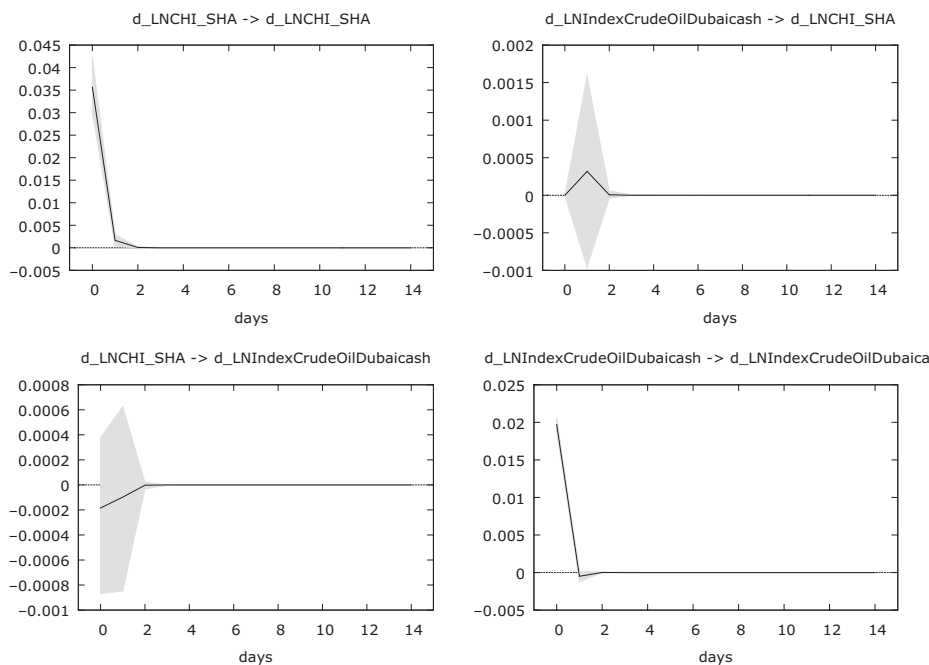 d_LNCHI_SHA -> d_LNCHI_SHA
0.045
0.04
0.035
0.03
0.025
0.02
0.015
0.01
0.005
0
−0.005
0 2 4 6 8 10 12 14
days
d_LNIndexCrudeOilDubaicash -> d_LNCHI_SHA
0.002
0.0015
0.001
0.0005
0
−0.0005
−0.001
0 2 4 6 8 10 12 14
days
d_LNCHI_SHA -> d_LNIndexCrudeOilDubaicash
0.0008
0.0006
0.0004
0.0002
0
−0.0002
−0.0004
−0.0006
−0.0008
−0.001
0 2 4 6 8 10 12 14
days
d_LNIndexCrudeOilDubaicash -> d_LNIndexCrudeOilDubaica
0.025
0.02
0.015
0.01
0.005
0
−0.005
0 2 4 6 8 10 12 14
days